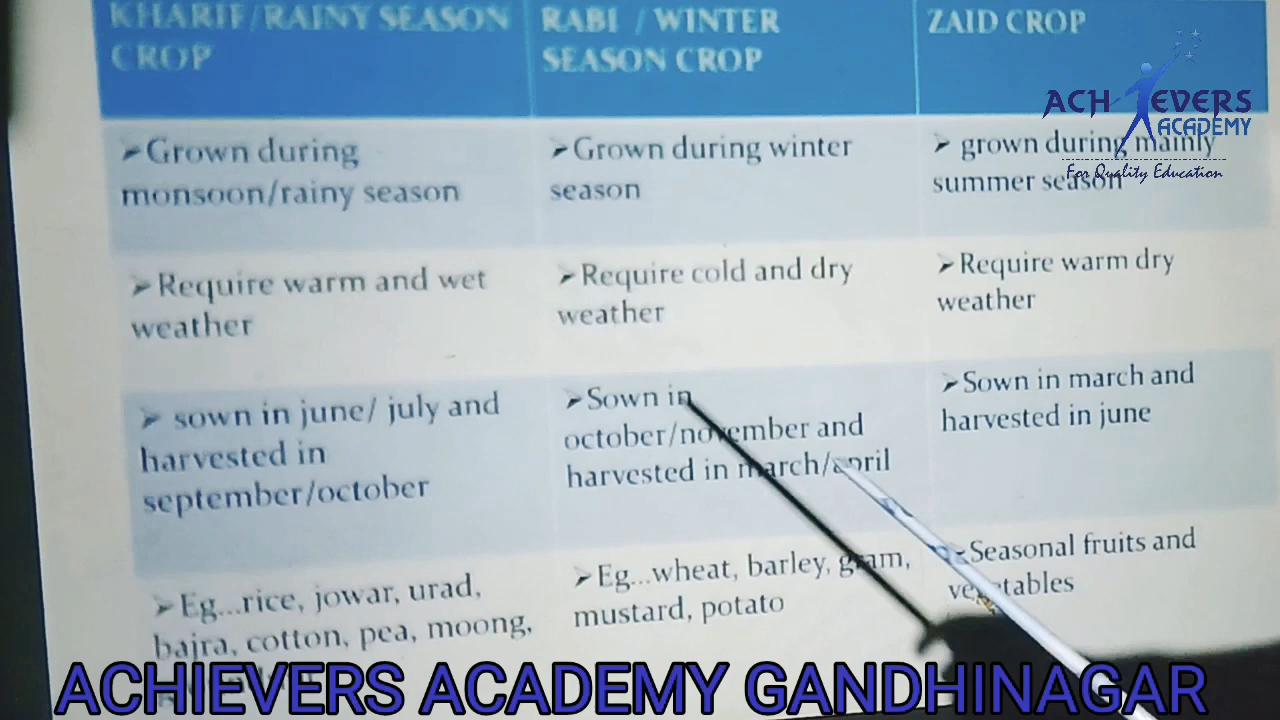 KHARIF/RAINY SEASON
CROP
RABI / WINTER
SEASON CROP
ZAID CROP
ACHIEVERS
ACADEMY
For Quality Education
➢Grown during
monsoon/rainy season
➢Grown during winter
season
➢ grown during mainly
summer season
➢Require warm and wet
weather
➢Require cold and dry
weather
➢Require warm dry
weather
➢ sown in june/ july and
harvested in
september/october
➢Sown in
october/november and
harvested in march/april
➢Sown in march and
harvested in june
➢Eg...rice, jowar, urad,
bajra, cotton, pea, moong,
➢Eg...wheat, barley, gram,
mustard, potato
➢Seasonal fruits and
vegetables
ACHIEVERS ACADEMY GANDHINAGAR